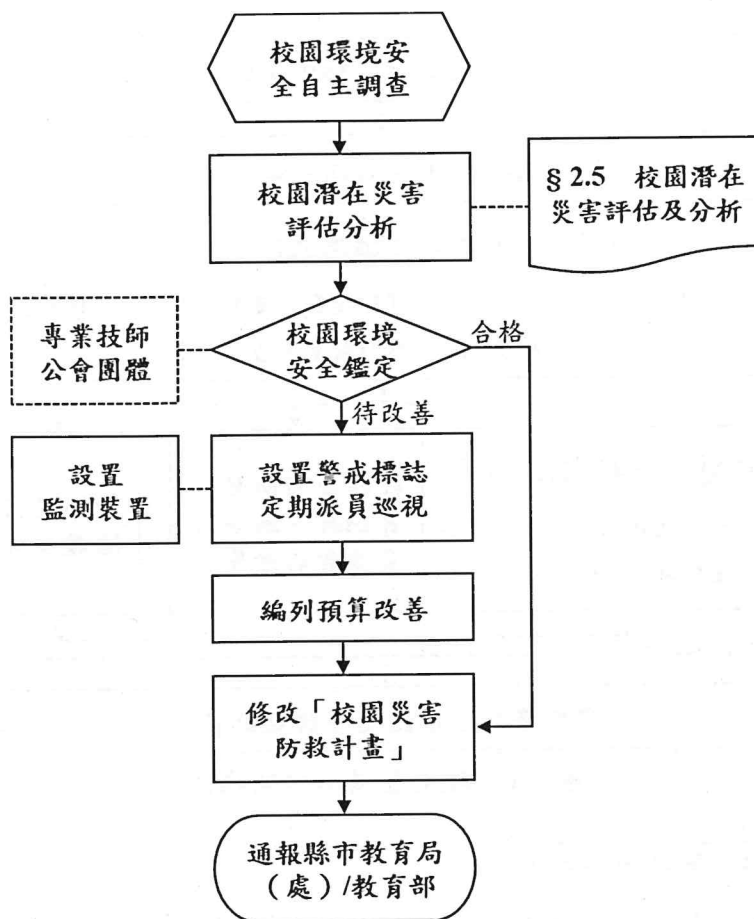 校園環境安
全自主調查
校園潛在災害
評估分析
§ 2.5 校園潛在
災害評估及分析
專業技師
公會團體
校園環境
安全鑑定
合格
待改善
設置
監測裝置
設置警戒標誌
定期派員巡視
編列預算改善
修改「校園災害
防救計畫」
通報縣市教育局
（處）/教育部